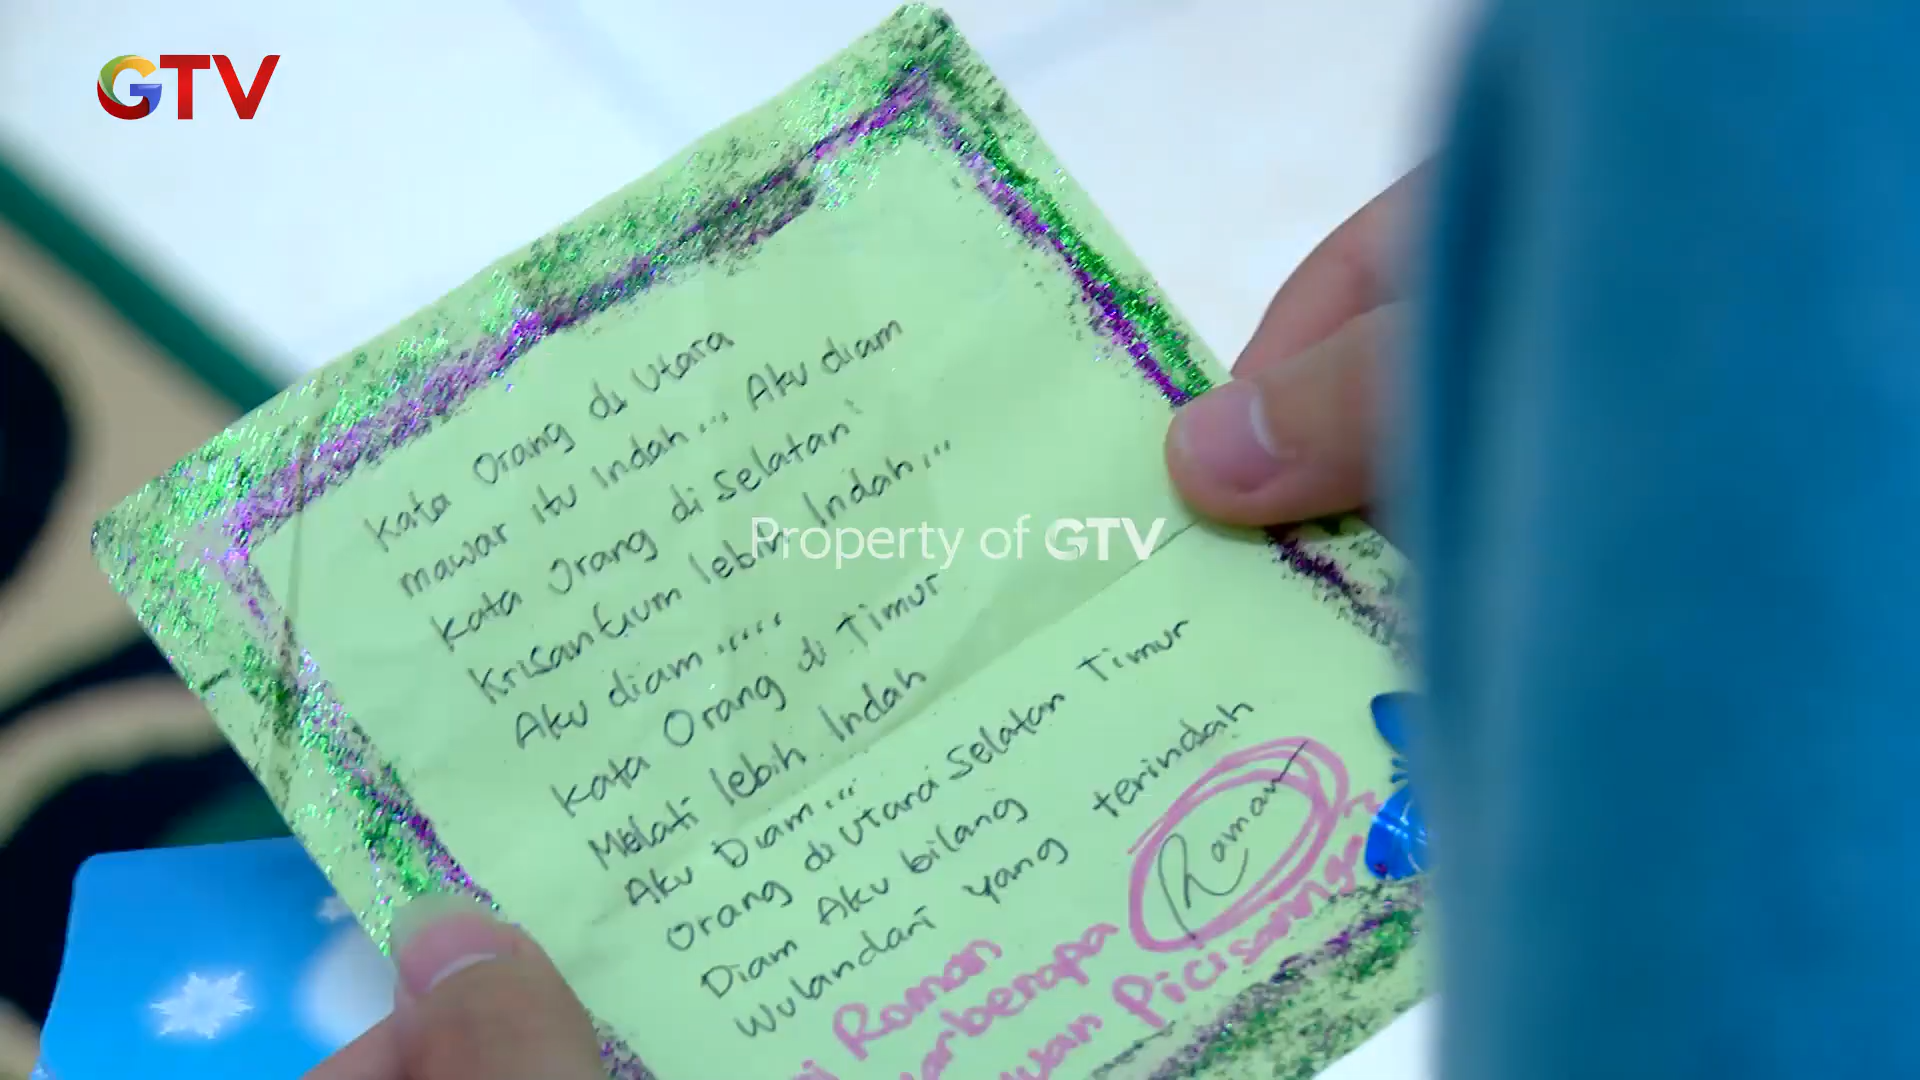 GTV
Kata Orang di Utara
mawar itu Indah... Aku diam
Kata Orang di Selatan
Krisantium lebih Indah...
Aku diam.....
Property of GTV
Kata Orang di Timur
Melati lebih Indah
Aku Diam...
Orang di Utara Selatan Timur
Diam Aku bilang
Wulandari yang terindah
Roman
Roman
Picisan